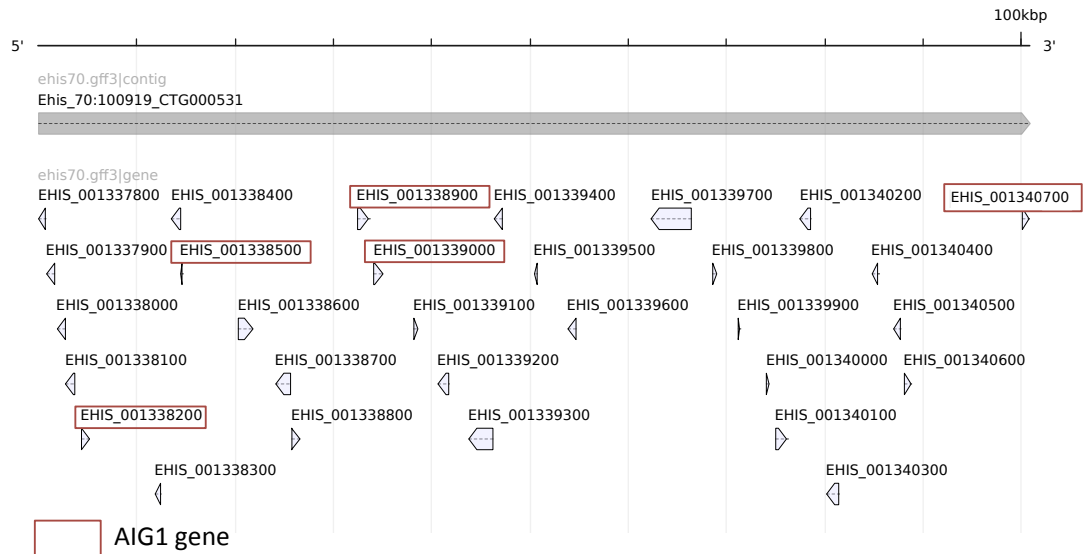 100kbp
5' 3'
ehis70.gff3|contig
Ehis_70:100919_CTG000531
ehis70.gff3|gene
EHIS_001337800 EHIS_001338400 EHIS_001338900 EHIS_001339400 EHIS_001339700 EHIS_001340200 EHIS_001340700
EHIS_001337900 EHIS_001338500 EHIS_001339000 EHIS_001339500 EHIS_001339800 EHIS_001340400
EHIS_001338000 EHIS_001338600 EHIS_001339100 EHIS_001339600 EHIS_001339900 EHIS_001340500
EHIS_001338100 EHIS_001338700 EHIS_001339200 EHIS_001340000 EHIS_001340600
EHIS_001338200 EHIS_001338800 EHIS_001339300 EHIS_001340100
EHIS_001338300 EHIS_001340300
AIG1 gene